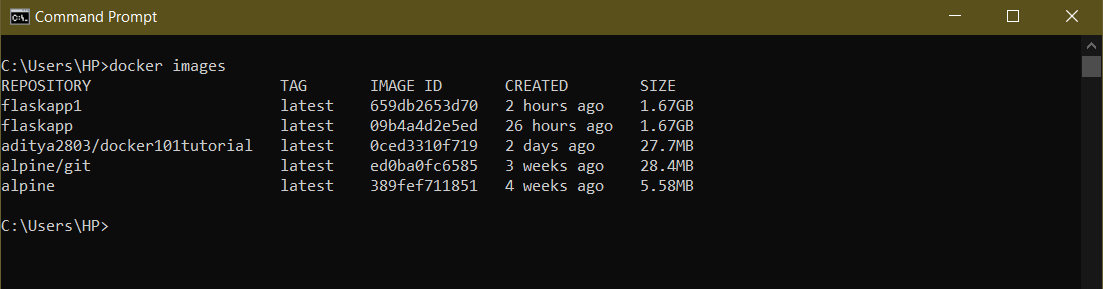 Command Prompt
C:\Users\HP>docker images
REPOSITORY                     TAG       IMAGE ID       CREATED        SIZE
flaskapp1                      latest    659db2653d70   2 hours ago    1.67GB
flaskapp                       latest    09b4a4d2e5ed   26 hours ago   1.67GB
aditya2803/docker101tutorial   latest    0ced3310f719   2 days ago     27.7MB
alpine/git                     latest    ed0ba0fc6585   3 weeks ago    28.4MB
alpine                         latest    389fef711851   4 weeks ago    5.58MB
C:\Users\HP>